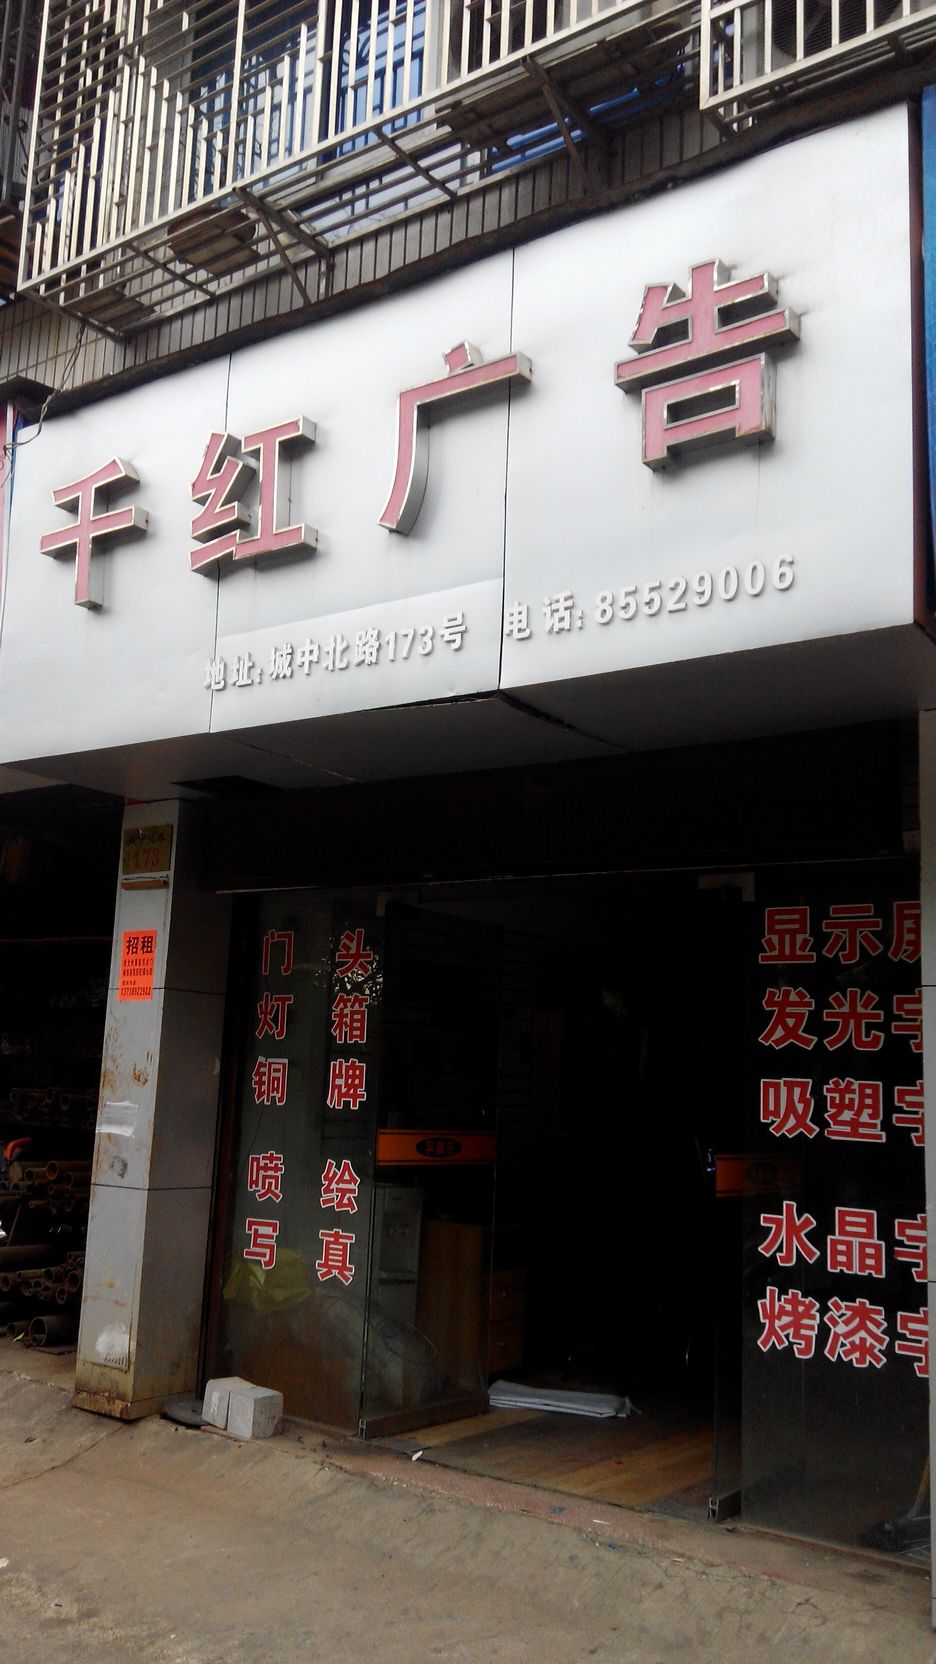 千红广告
地址:城中北路173号 电话:85529006
173
招租
门头
灯箱
铜牌
喷绘
写真
显示屏
发光字
吸塑字
水晶字
烤漆字